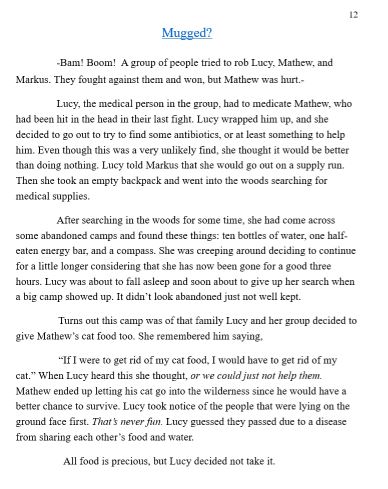 12
Mugged?
-Bam! Boom!  A group of people tried to rob Lucy, Mathew, and
Markus. They fought against them and won, but Mathew was hurt.-
Lucy, the medical person in the group, had to medicate Mathew, who
had been hit in the head in their last fight. Lucy wrapped him up, and she
decided to go out to try to find some antibiotics, or at least something to help
him. Even though this was a very unlikely find, she thought it would be better
than doing nothing. Lucy told Markus that she would go out on a supply run.
Then she took an empty backpack and went into the woods searching for
medical supplies.
After searching in the woods for some time, she had come across
some abandoned camps and found these things: ten bottles of water, one half-
eaten energy bar, and a compass. She was creeping around deciding to continue
for a little longer considering that she has now been gone for a good three
hours. Lucy was about to fall asleep and soon about to give up her search when
a big camp showed up. It didn’t look abandoned just not well kept.
Turns out this camp was of that family Lucy and her group decided to
give Mathew’s cat food too. She remembered him saying,
“If I were to get rid of my cat food, I would have to get rid of my
cat.” When Lucy heard this she thought, or we could just not help them.
Mathew ended up letting his cat go into the wilderness since he would have a
better chance to survive. Lucy took notice of the people that were lying on the
ground face first. That’s never fun. Lucy guessed they passed due to a disease
from sharing each other’s food and water.
All food is precious, but Lucy decided not take it.